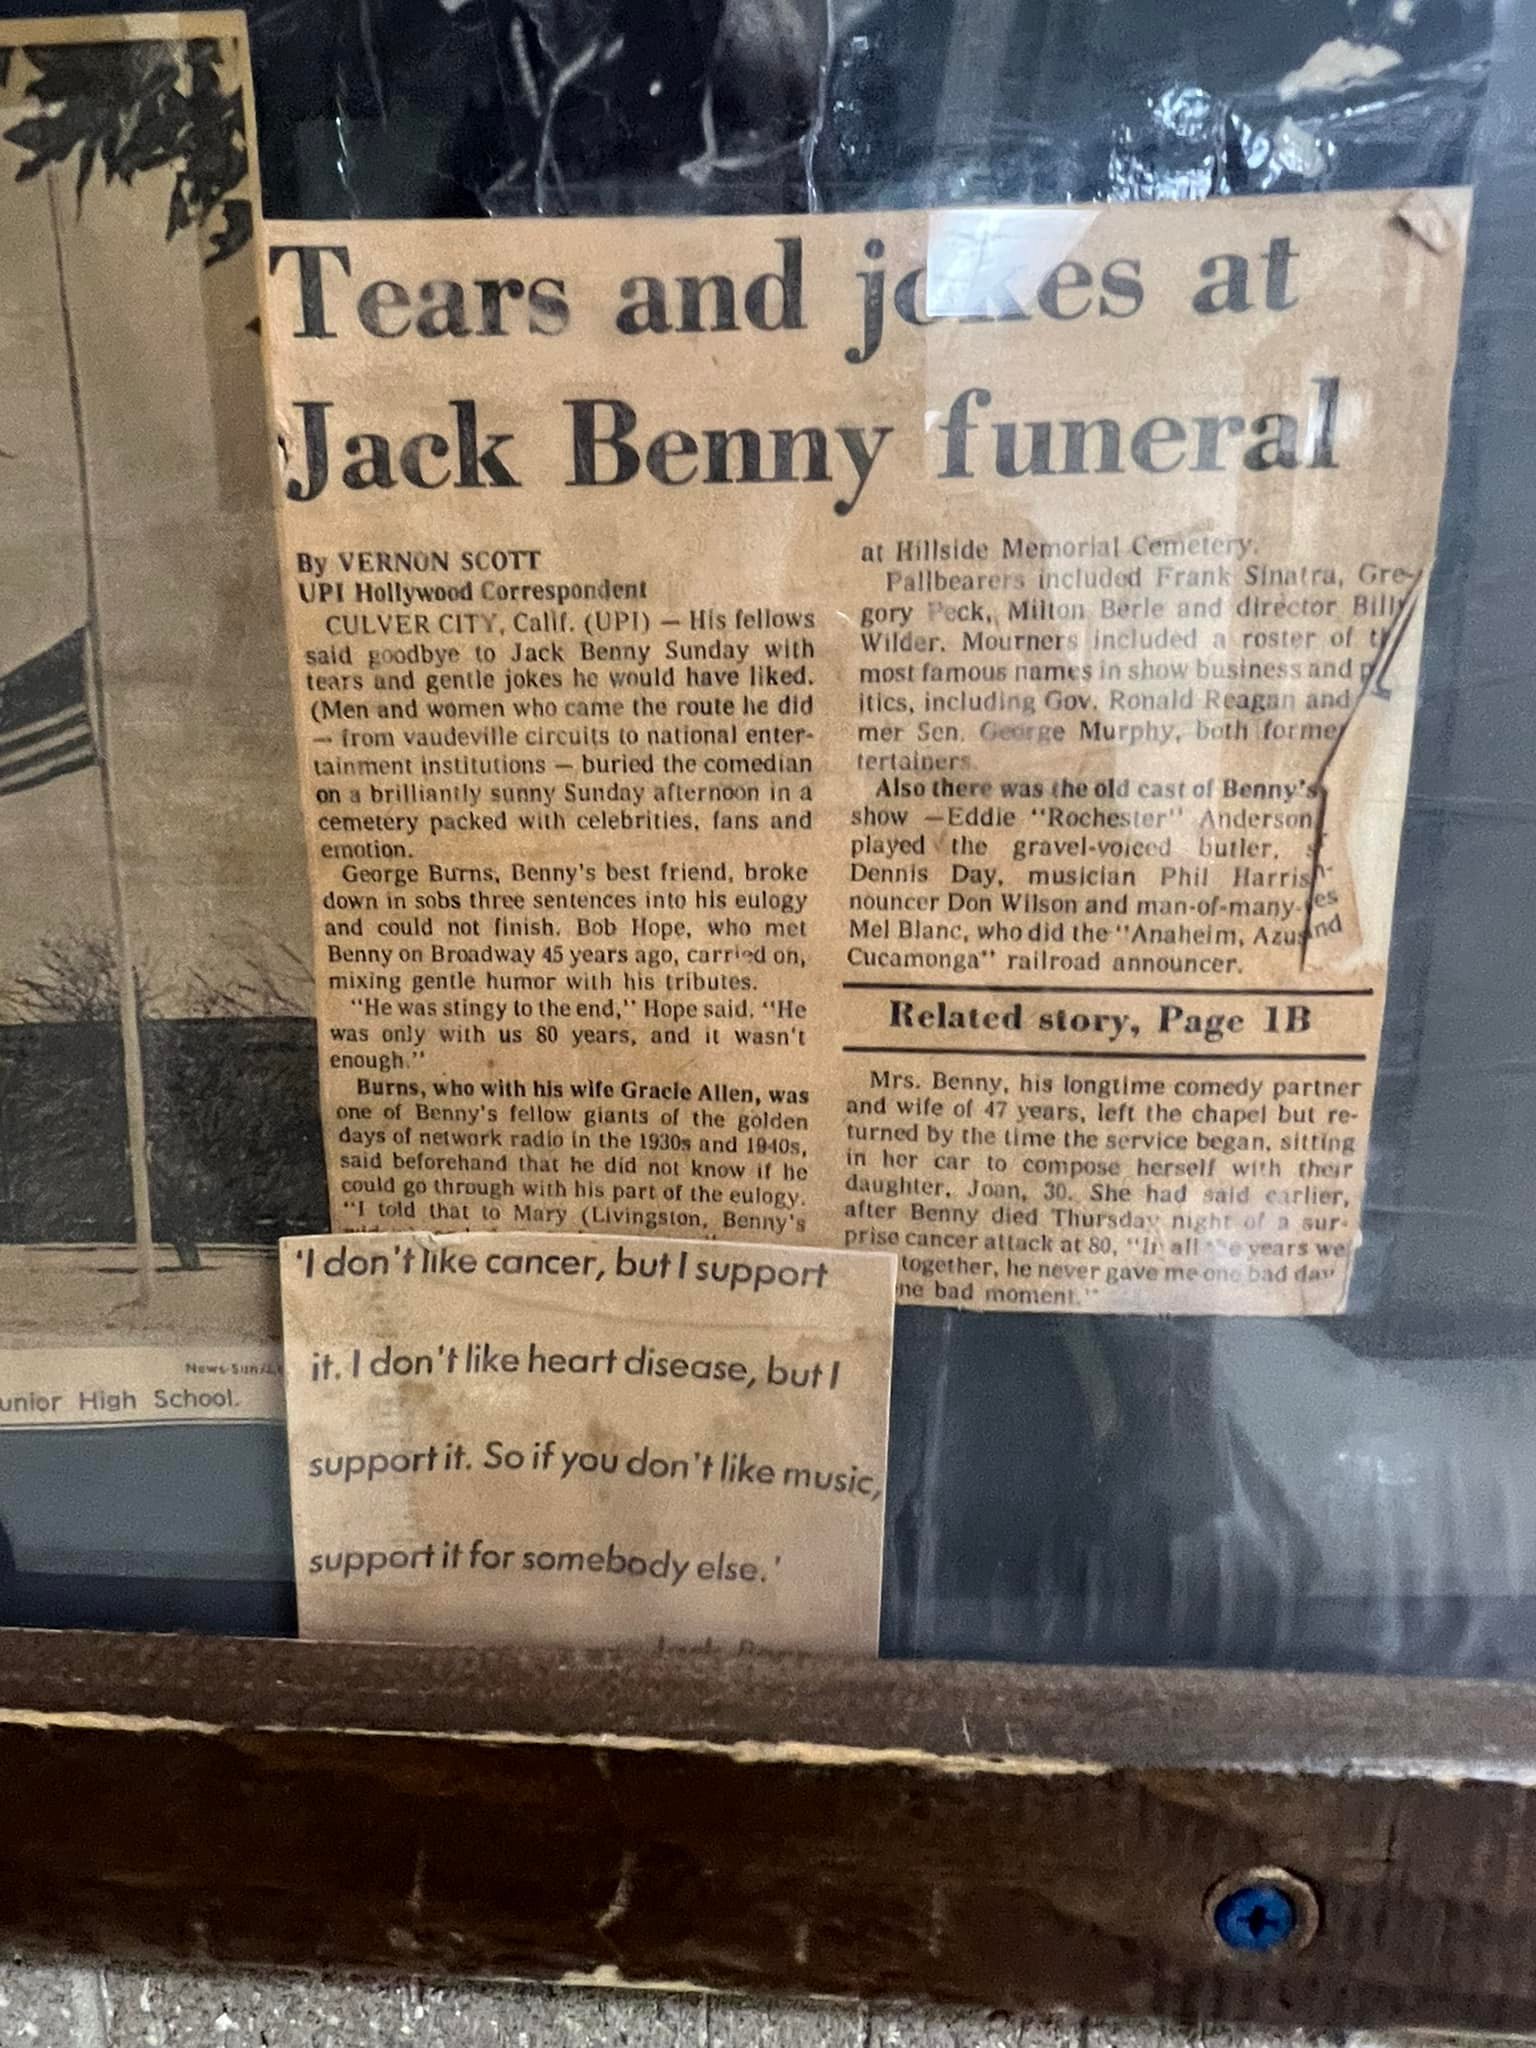 Tears and jokes at
Jack Benny funeral
By VERNON SCOTT
UPI Hollywood Correspondent
CULVER CITY, Calif. (UPI) — His fellows
said goodbye to Jack Benny Sunday with
tears and gentle jokes he would have liked.
(Men and women who came the route he did
— from vaudeville circuits to national enter-
tainment institutions — buried the comedian
on a brilliantly sunny Sunday afternoon in a
cemetery packed with celebrities, fans and
emotion.
George Burns, Benny's best friend, broke
down in sobs three sentences into his eulogy
and could not finish. Bob Hope, who met
Benny on Broadway 45 years ago, carried on,
mixing gentle humor with his tributes.
"He was stingy to the end," Hope said. "He
was only with us 80 years, and it wasn't
enough."
Burns, who with his wife Gracie Allen, was
one of Benny's fellow giants of the golden
days of network radio in the 1930s and 1940s,
said beforehand that he did not know if he
could go through with his part of the eulogy.
"I told that to Mary (Livingston, Benny's
at Hillside Memorial Cemetery.
Pallbearers included Frank Sinatra, Gre-
gory Peck, Milton Berle and director Billy
Wilder. Mourners included a roster of
most famous names in show business and
itics, including Gov. Ronald Reagan and
mer Sen. George Murphy, both former
tertainers.
Also there was the old cast of Benny's
show —Eddie "Rochester" Anderson
played the gravel-voiced butler,
Dennis Day, musician Phil Harris
nouncer Don Wilson and man-of-many-
Mel Blanc, who did the "Anaheim, and
Cucamonga" railroad announcer.
Related story, Page 1B
Mrs. Benny, his longtime comedy partner
and wife of 47 years, left the chapel but re-
turned by the time the service began, sitting
in her car to compose herself with their
daughter, Joan, 30. She had said earlier,
after Benny died Thursday night of a sur-
prise cancer attack at 80, "In all the years we
together, he never gave me one bad day
one bad moment."
'I don't like cancer, but I support
it. I don't like heart disease, but I
support it. So if you don't like music,
support it for somebody else.'
Jack Benny
News-Sun
unior High School.